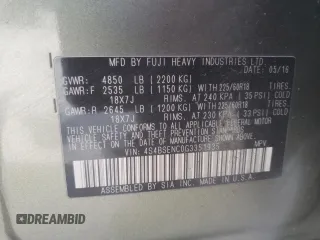 MFD BY FUJI HEAVY INDUSTRIES LTD. 05/16
GVWR: 4850 LB (2200 KG)
GAWR:F 2535 LB (1150 KG) WITH 225/60R18 TIRES.
18X7J RIMS. AT 240 KPA (35 PSI) COLD
GAWR:R 2645 LB (1200 KG) WITH 225/60R18 TIRES.
18X7J RIMS. AT 230 KPA (33 PSI) COLD
THIS VEHICLE CONFORMS TO ALL APPLICABLE FEDERAL MOTOR
VEHICLE SAFETY, BUMPER, AND THEFT
PREVENTION STANDARDS IN EFFECT ON THE
DATE OF MANUFACTURE SHOWN ABOVE.
VIN: MPV
ASSEMBLED BY SIA INC. MADE IN U.S.A.